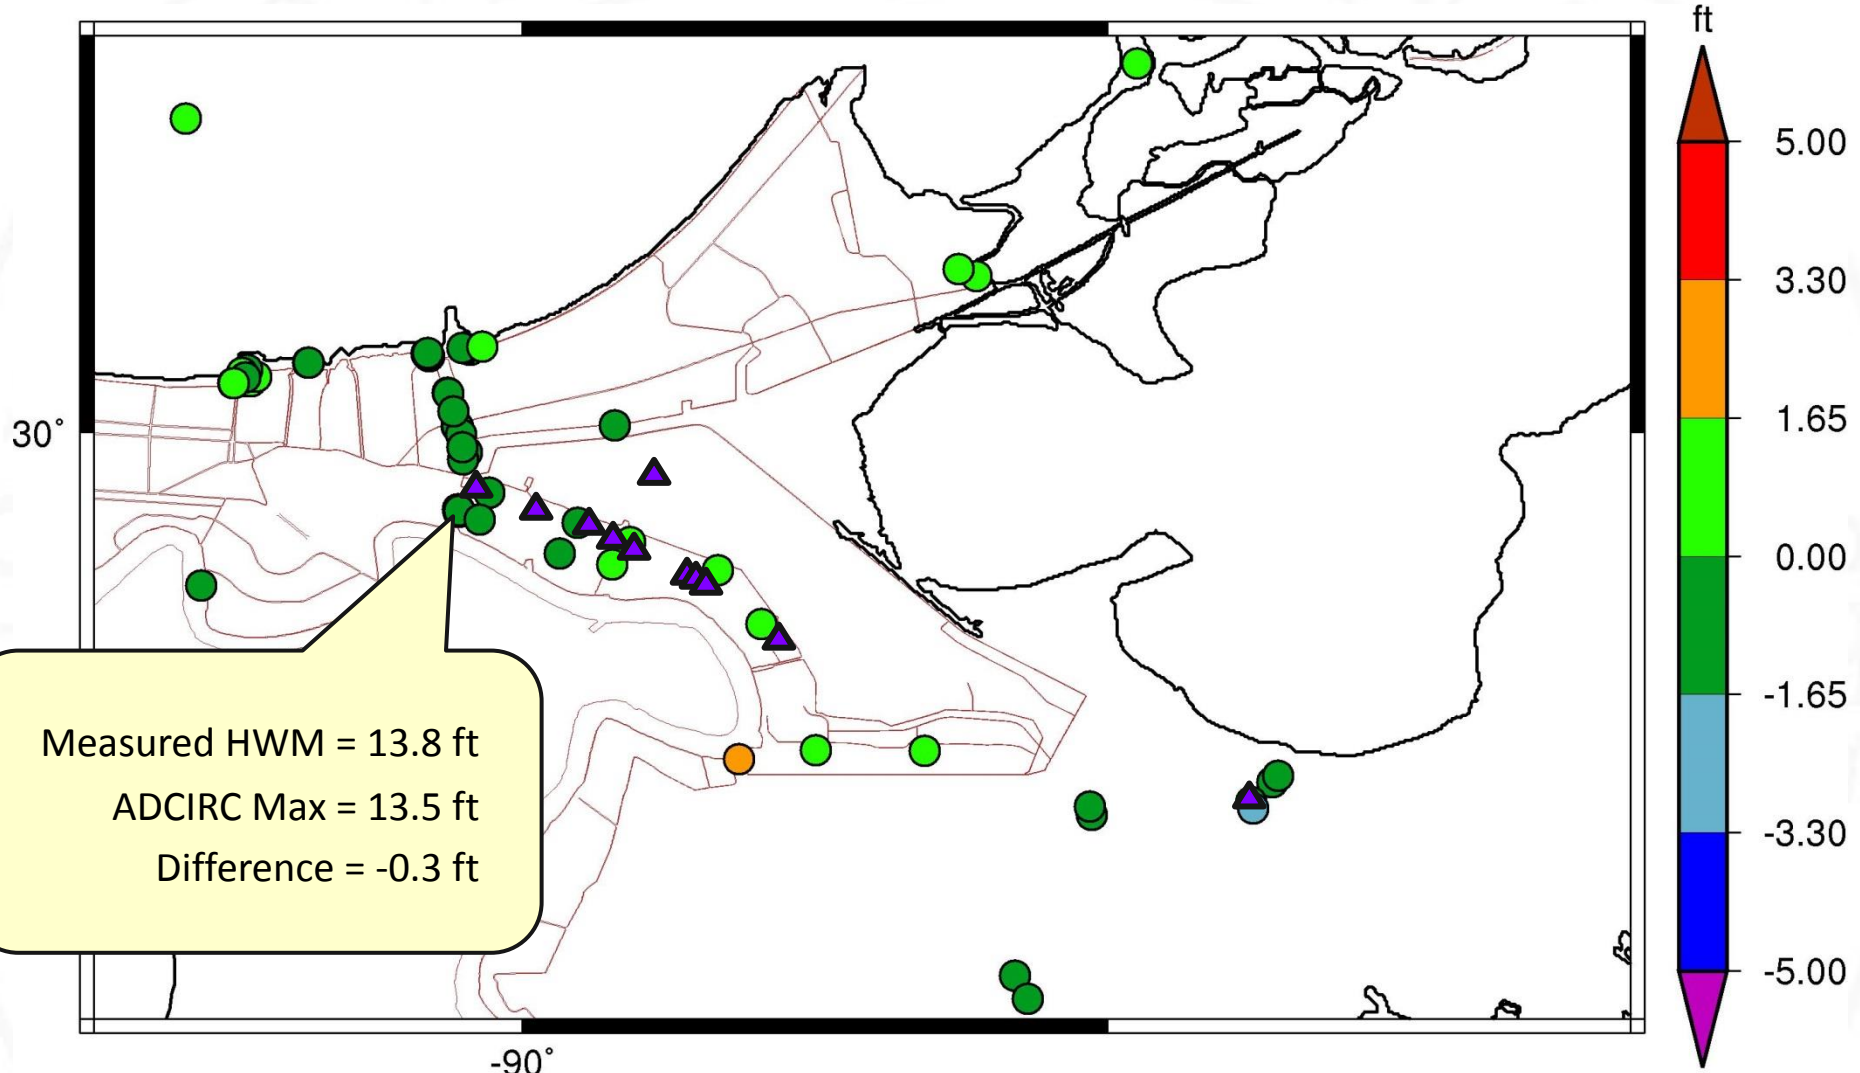 ft
5.00
3.30
1.65
0.00
-1.65
-3.30
-5.00
30°
Measured HWM = 13.8 ft
ADCIRC Max = 13.5 ft
Difference = -0.3 ft
-90°